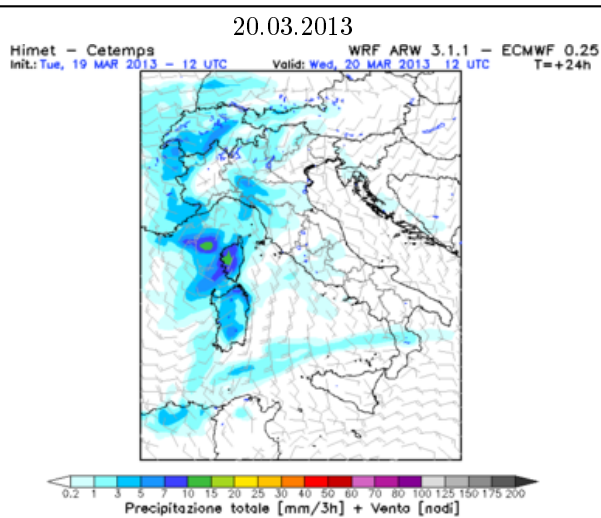 20.03.2013
Himet – Cetemps WRF ARW 3.1.1 – ECMWF 0.25
Init.: Tue, 19 MAR 2013 – 12 UTC Valid: Wed, 20 MAR 2013 12 UTC T=+24h
0.2 1 3 5 7 10 15 20 25 30 40 50 60 70 80 100 125 150 175 200
Precipitazione totale [mm/3h] + Vento [nodi]